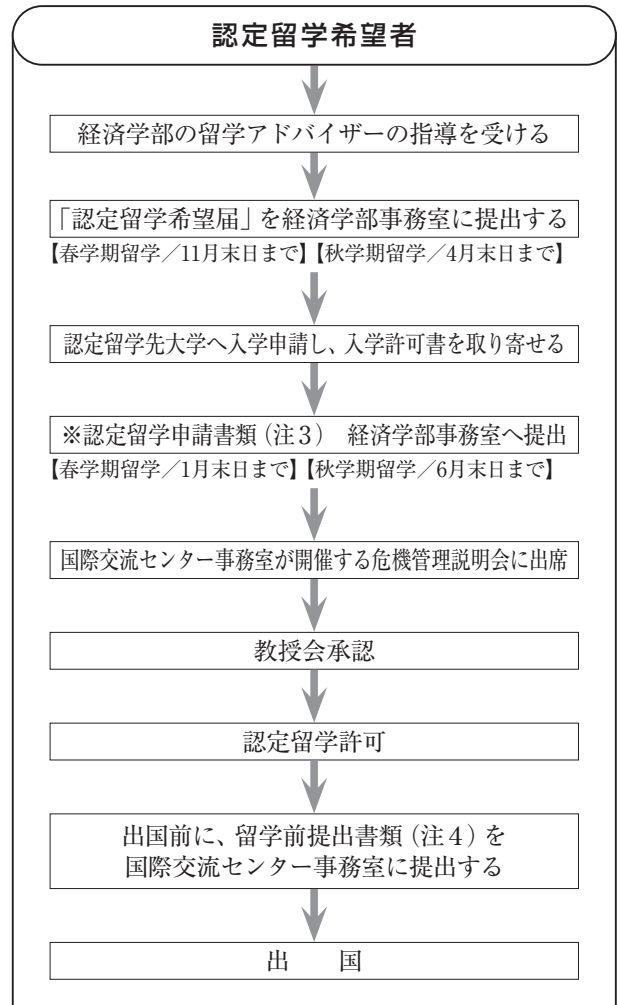 認定留学希望者
経済学部の留学アドバイザーの指導を受ける
「認定留学希望届」を経済学部事務室に提出する
【春学期留学／11月末日まで】【秋学期留学／4月末日まで】
認定留学先大学へ入学申請し、入学許可書を取り寄せる
※認定留学申請書類（注３）　経済学部事務室へ提出
【春学期留学／1月末日まで】【秋学期留学／6月末日まで】
国際交流センター事務室が開催する危機管理説明会に出席
教授会承認
認定留学許可
出国前に、留学前提出書類（注４）を
国際交流センター事務室に提出する
出　　国